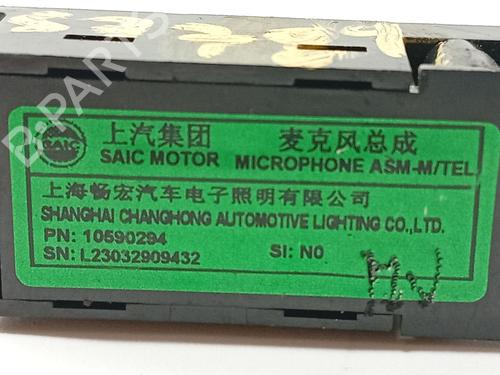 SAIC
上汽集团 麦克风总成
SAIC MOTOR MICROPHONE ASM-M/TEL
上海畅宏汽车电子照明有限公司
SHANGHAI CHANGHONG AUTOMOTIVE LIGHTING CO.,LTD.
PN: 10590294
SN: L23032909432 SI: N0
B-PARTS